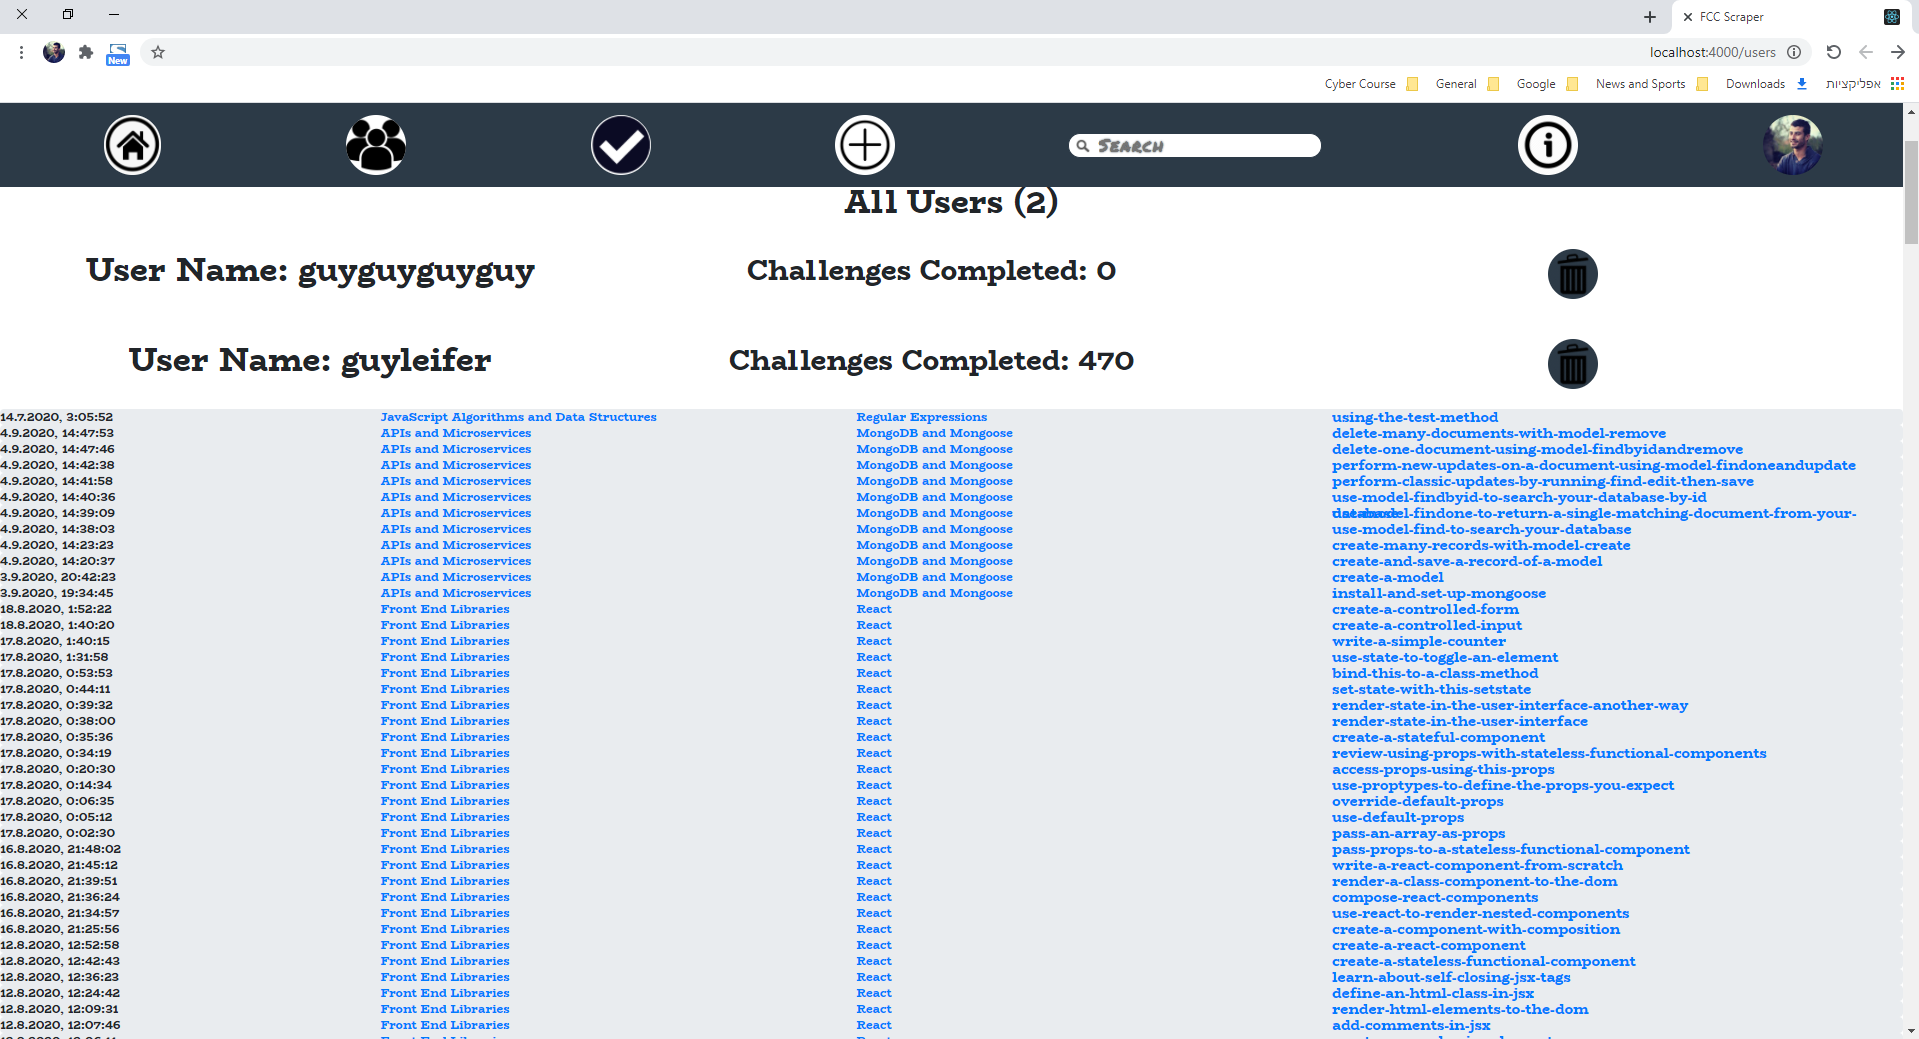 FCC Scraper
New
localhost:4000/users
Cyber Course General Google News and Sports Downloads אפליקציות
Search
All Users (2)
User Name: guyguyguyguy Challenges Completed: 0
User Name: guyleifer Challenges Completed: 470
14.7.2020, 3:05:52 JavaScript Algorithms and Data Structures Regular Expressions using-the-test-method
4.9.2020, 14:47:53 APIs and Microservices MongoDB and Mongoose delete-many-documents-with-model-remove
4.9.2020, 14:47:46 APIs and Microservices MongoDB and Mongoose delete-one-document-using-model-findbyidandremove
4.9.2020, 14:42:38 APIs and Microservices MongoDB and Mongoose perform-new-updates-on-a-document-using-model-findoneandupdate
4.9.2020, 14:41:58 APIs and Microservices MongoDB and Mongoose perform-classic-updates-by-running-find-edit-then-save
4.9.2020, 14:40:36 APIs and Microservices MongoDB and Mongoose use-model-findbyid-to-search-your-database-by-id
4.9.2020, 14:39:09 APIs and Microservices MongoDB and Mongoose use-model-findone-to-return-a-single-matching-document-from-your-database
4.9.2020, 14:38:03 APIs and Microservices MongoDB and Mongoose use-model-find-to-search-your-database
4.9.2020, 14:23:23 APIs and Microservices MongoDB and Mongoose create-many-records-with-model-create
4.9.2020, 14:20:37 APIs and Microservices MongoDB and Mongoose create-and-save-a-record-of-a-model
3.9.2020, 20:42:23 APIs and Microservices MongoDB and Mongoose create-a-model
3.9.2020, 19:34:45 APIs and Microservices MongoDB and Mongoose install-and-set-up-mongoose
18.8.2020, 1:52:22 Front End Libraries React create-a-controlled-form
18.8.2020, 1:40:20 Front End Libraries React create-a-controlled-input
17.8.2020, 1:40:15 Front End Libraries React write-a-simple-counter
17.8.2020, 1:31:58 Front End Libraries React use-state-to-toggle-an-element
17.8.2020, 0:53:53 Front End Libraries React bind-this-to-a-class-method
17.8.2020, 0:44:11 Front End Libraries React set-state-with-this-setstate
17.8.2020, 0:39:32 Front End Libraries React render-state-in-the-user-interface-another-way
17.8.2020, 0:38:00 Front End Libraries React render-state-in-the-user-interface
17.8.2020, 0:35:36 Front End Libraries React create-a-stateful-component
17.8.2020, 0:34:19 Front End Libraries React review-using-props-with-stateless-functional-components
17.8.2020, 0:20:30 Front End Libraries React access-props-using-this-props
17.8.2020, 0:14:34 Front End Libraries React use-proptypes-to-define-the-props-you-expect
17.8.2020, 0:06:35 Front End Libraries React override-default-props
17.8.2020, 0:05:12 Front End Libraries React use-default-props
17.8.2020, 0:02:30 Front End Libraries React pass-an-array-as-props
16.8.2020, 21:48:02 Front End Libraries React pass-props-to-a-stateless-functional-component
16.8.2020, 21:45:12 Front End Libraries React write-a-react-component-from-scratch
16.8.2020, 21:39:51 Front End Libraries React render-a-class-component-to-the-dom
16.8.2020, 21:36:24 Front End Libraries React compose-react-components
16.8.2020, 21:34:57 Front End Libraries React use-react-to-render-nested-components
16.8.2020, 21:25:56 Front End Libraries React create-a-component-with-composition
12.8.2020, 12:52:58 Front End Libraries React create-a-react-component
12.8.2020, 12:42:43 Front End Libraries React create-a-stateless-functional-component
12.8.2020, 12:36:23 Front End Libraries React learn-about-self-closing-jsx-tags
12.8.2020, 12:24:42 Front End Libraries React define-an-html-class-in-jsx
12.8.2020, 12:09:31 Front End Libraries React render-html-elements-to-the-dom
12.8.2020, 12:07:46 Front End Libraries React add-comments-in-jsx